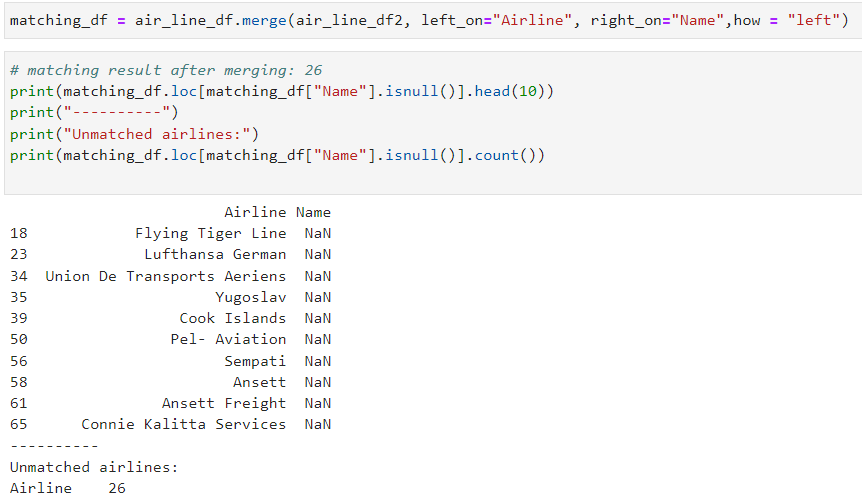 matching_df = air_line_df.merge(air_line_df2, left_on="Airline", right_on="Name",how = "left")
# matching result after merging: 26
print(matching_df.loc[matching_df["Name"].isnull()].head(10))
print("----------")
print("Unmatched airlines:")
print(matching_df.loc[matching_df["Name"].isnull()].count())
Airline Name
18 Flying Tiger Line NaN
23 Lufthansa German NaN
34 Union De Transports Aeriens NaN
35 Yugoslav NaN
39 Cook Islands NaN
50 Pel- Aviation NaN
56 Sempati NaN
58 Ansett NaN
61 Ansett Freight NaN
65 Connie Kalitta Services NaN
----------
Unmatched airlines:
Airline 26